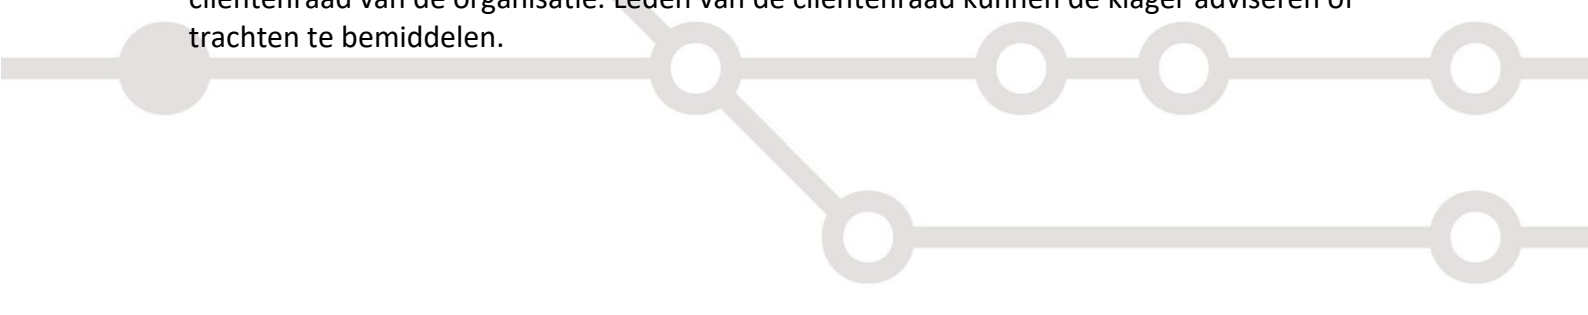 cliëntenraad van de organisatie. Leden van de cliëntenraad kunnen de klager adviseren of
trachten te bemiddelen.